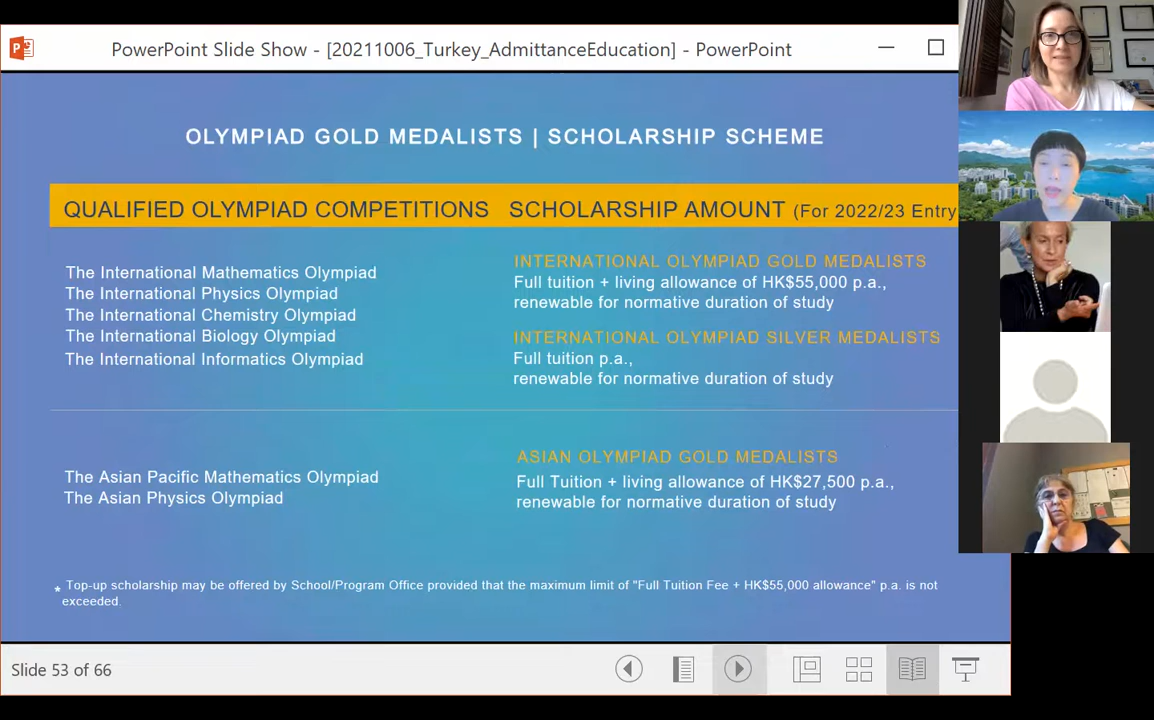 PowerPoint Slide Show - [20211006_Turkey_AdmittanceEducation] - PowerPoint
OLYMPIAD GOLD MEDALISTS | SCHOLARSHIP SCHEME
QUALIFIED OLYMPIAD COMPETITIONS SCHOLARSHIP AMOUNT (For 2022/23 Entry
The International Mathematics Olympiad
The International Physics Olympiad
The International Chemistry Olympiad
The International Biology Olympiad
The International Informatics Olympiad
INTERNATIONAL OLYMPIAD GOLD MEDALISTS
Full tuition + living allowance of HK$55,000 p.a.,
renewable for normative duration of study
INTERNATIONAL OLYMPIAD SILVER MEDALISTS
Full tuition p.a.,
renewable for normative duration of study
The Asian Pacific Mathematics Olympiad
The Asian Physics Olympiad
ASIAN OLYMPIAD GOLD MEDALISTS
Full Tuition + living allowance of HK$27,500 p.a.,
renewable for normative duration of study
* Top-up scholarship may be offered by School/Program Office provided that the maximum limit of "Full Tuition Fee + HK$55,000 allowance" p.a. is not
exceeded.
Slide 53 of 66